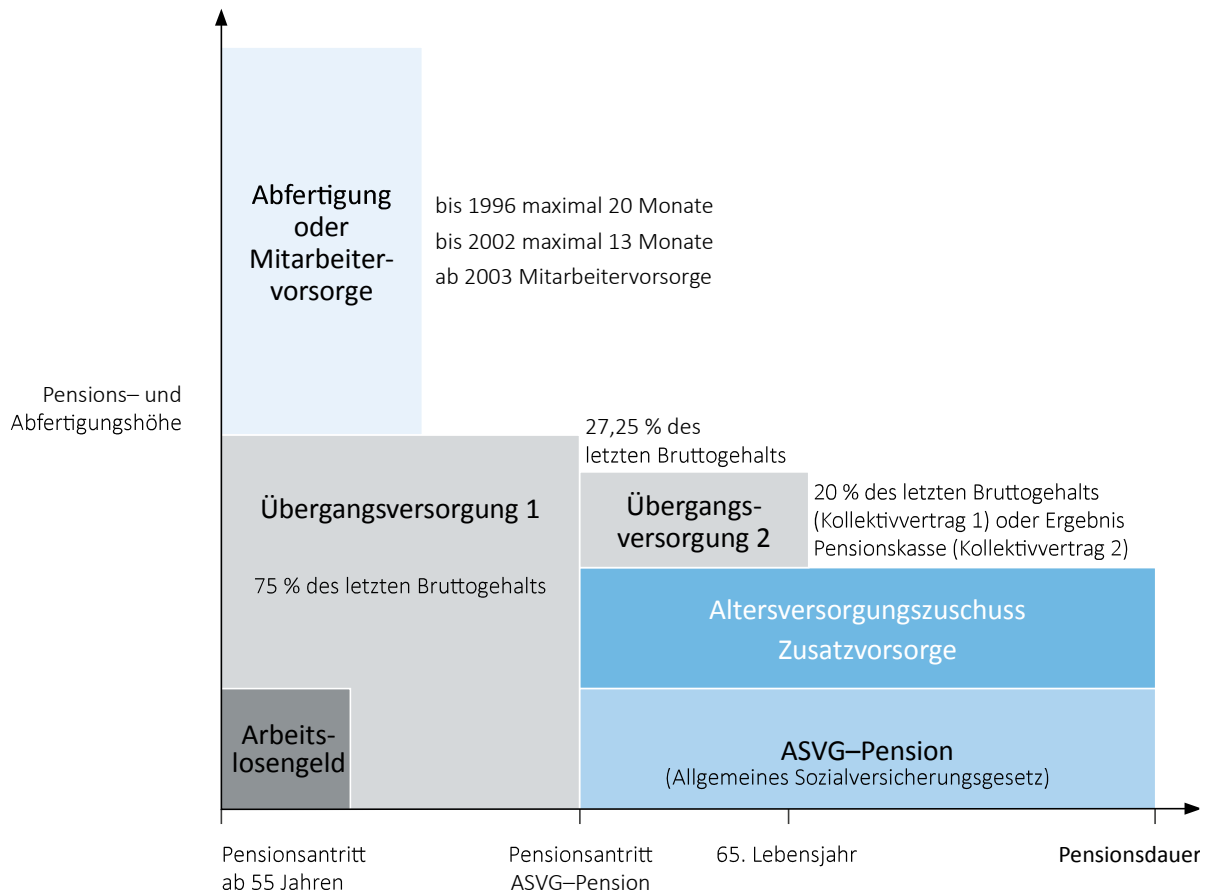 Abfertigung
oder
Mitarbeiter-
vorsorge
bis 1996 maximal 20 Monate
bis 2002 maximal 13 Monate
ab 2003 Mitarbeitervorsorge
Pensions– und
Abfertigungshöhe
27,25 % des
letzten Bruttogehalts
Übergangsversorgung 1
75 % des letzten Bruttogehalts
Übergangs-
versorgung 2
20 % des letzten Bruttogehalts
(Kollektivvertrag 1) oder Ergebnis
Pensionskasse (Kollektivvertrag 2)
Altersversorgungszuschuss
Zusatzvorsorge
Arbeits-
losengeld
ASVG–Pension
(Allgemeines Sozialversicherungsgesetz)
Pensionsantritt
ab 55 Jahren
Pensionsantritt
ASVG–Pension
65. Lebensjahr
Pensionsdauer